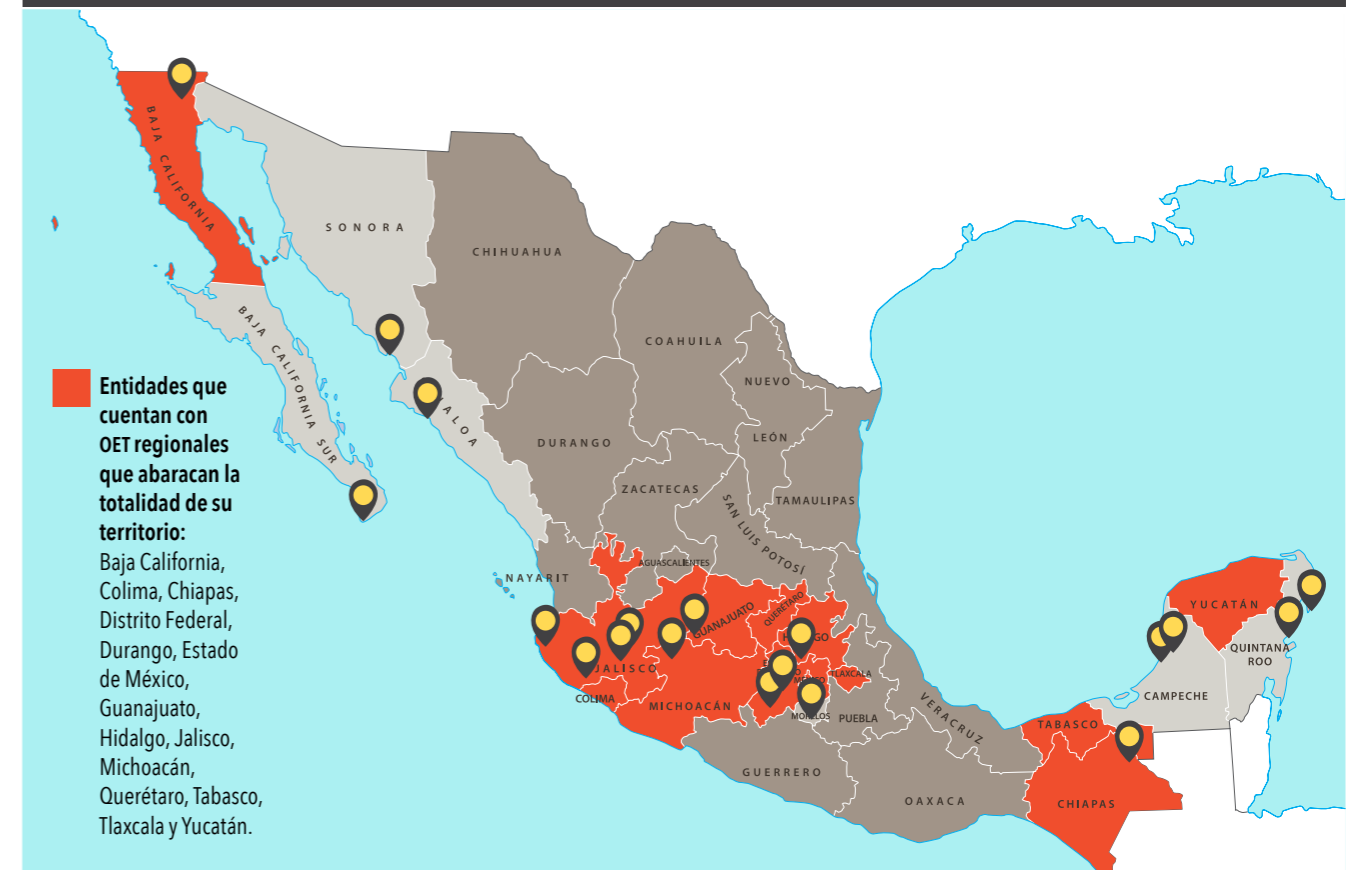 BAJA CALIFORNIA
SONORA
CHIHUAHUA
COAHUILA
BAJA CALIFORNIA SUR
NUEVO
LEÓN
ALOA
DURANGO
ZACATECAS
TAMAULIPAS
SAN LUIS POTOSÍ
NAYARIT
AGUASCALIENTES
GUANAJUATO
QUERÉTARO
H GO
JALISCO
COLIMA
MICHOACÁN
MÉXICO
TLAXCALA
MORELOS
PUEBLA
VERACRUZ
GUERRERO
OAXACA
TABASCO
CHIAPAS
CAMPECHE
YUCATÁN
QUINTANA
ROO
Entidades que
cuentan con
OET regionales
que abaracan la
totalidad de su
territorio:
Baja California,
Colima, Chiapas,
Distrito Federal,
Durango, Estado
de México,
Guanajuato,
Hidalgo, Jalisco,
Michoacán,
Querétaro, Tabasco,
Tlaxcala y Yucatán.